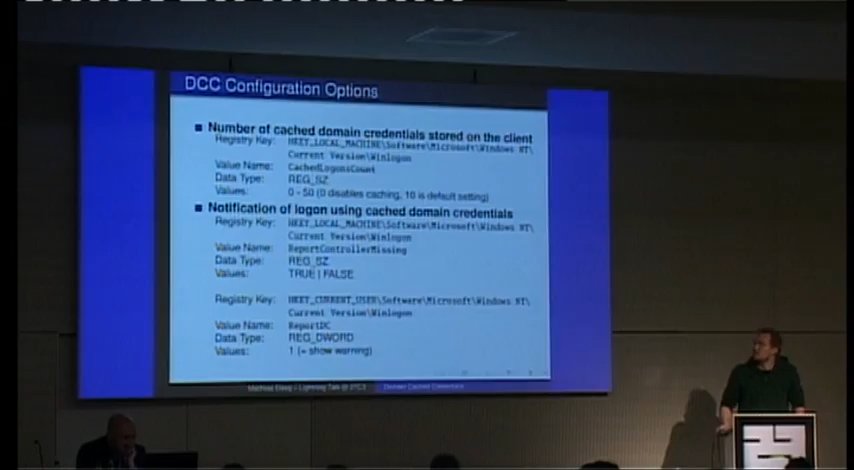 DCC Configuration Options
Number of cached domain credentials stored on the client
Registry Key: HKEY_LOCAL_MACHINE\Software\Microsoft\Windows NT\
Current Version\Winlogon
Value Name: CachedLogonsCount
Data Type: REG_SZ
Values: 0 - 50 (0 disables caching, 10 is default setting)
Notification of logon using cached domain credentials
Registry Key: HKEY_LOCAL_MACHINE\Software\Microsoft\Windows NT\
Current Version\Winlogon
Value Name: ReportControllerMissing
Data Type: REG_SZ
Values: TRUE | FALSE
Registry Key: HKEY_CURRENT_USER\Software\Microsoft\Windows NT\
Current Version\Winlogon
Value Name: ReportDC
Data Type: REG_DWORD
Values: 1 (= show warning)
Lightning Talk @ Domain Cached Credentials